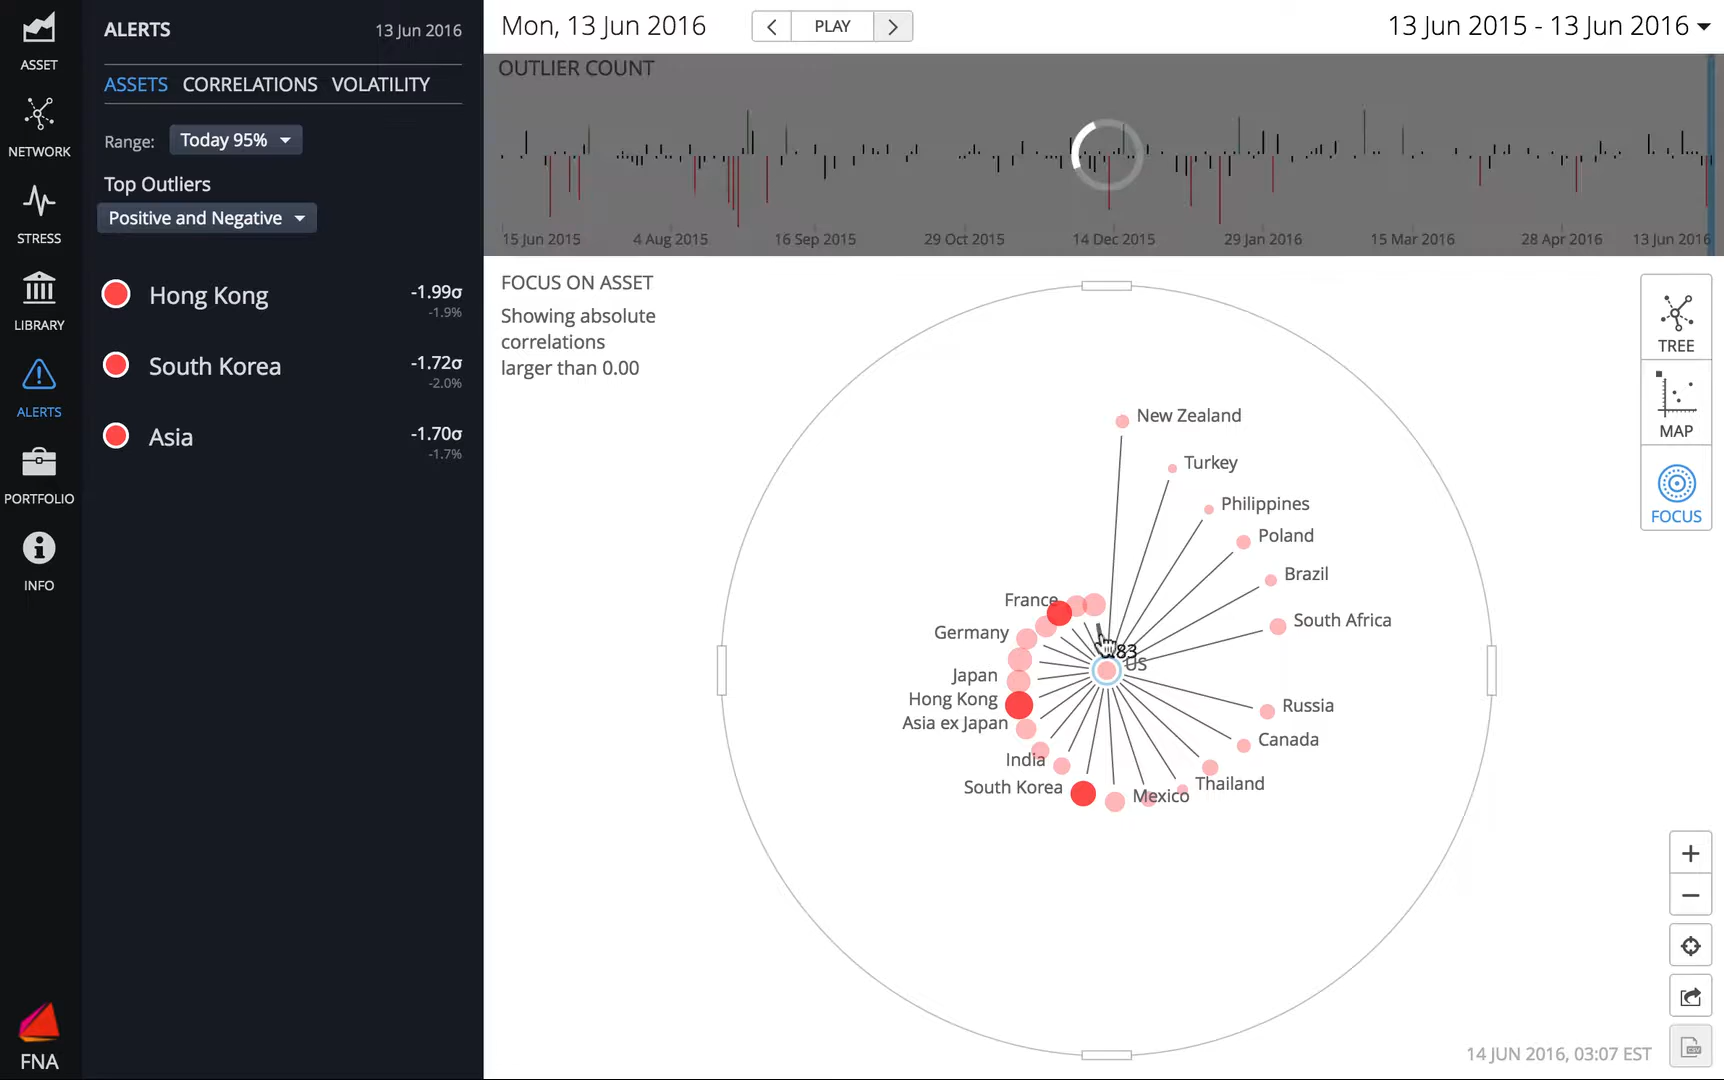 ASSET
NETWORK
STRESS
LIBRARY
ALERTS
PORTFOLIO
INFO
FNA
ALERTS
13 Jun 2016
ASSETS CORRELATIONS VOLATILITY
Range: Today 95%
Top Outliers
Positive and Negative
Hong Kong -1.99σ
-1.9%
South Korea -1.72σ
-2.0%
Asia -1.70σ
-1.7%
Mon, 13 Jun 2016
PLAY
13 Jun 2015 - 13 Jun 2016
OUTLIER COUNT
15 Jun 2015 4 Aug 2015 16 Sep 2015 29 Oct 2015 14 Dec 2015 29 Jan 2016 15 Mar 2016 28 Apr 2016 13 Jun 2016
FOCUS ON ASSET
Showing absolute
correlations
larger than 0.00
New Zealand
Turkey
Philippines
Poland
Brazil
South Africa
France
Germany
83
US
Japan
Hong Kong
Asia ex Japan
Russia
Canada
India
Thailand
South Korea
Mexico
TREE
MAP
FOCUS
+
−
CSV
14 JUN 2016, 03:07 EST